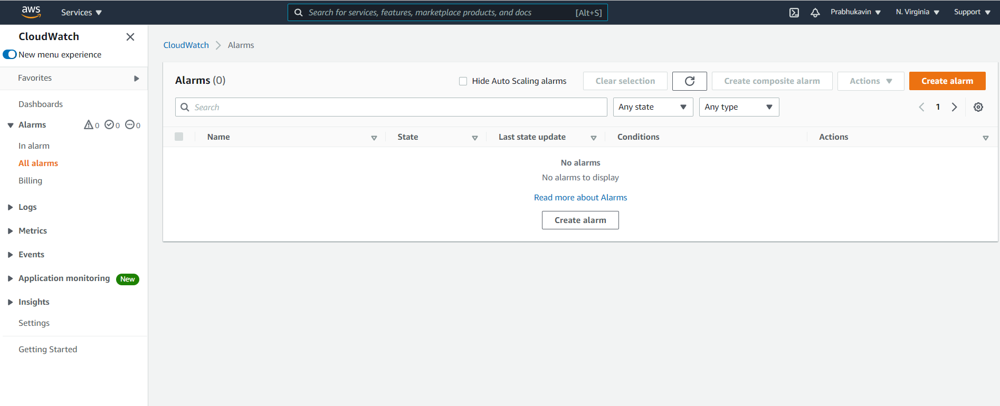 aws Services Search for services, features, marketplace products, and docs [Alt+S] Prabhukavin N. Virginia Support
CloudWatch
New menu experience
Favorites
Dashboards
Alarms 0 0 0
In alarm
All alarms
Billing
Logs
Metrics
Events
Application monitoring New
Insights
Settings
Getting Started
CloudWatch Alarms
Alarms (0) Hide Auto Scaling alarms Clear selection Create composite alarm Actions Create alarm
Search Any state Any type 1
Name State Last state update Conditions Actions
No alarms
No alarms to display
Read more about Alarms
Create alarm